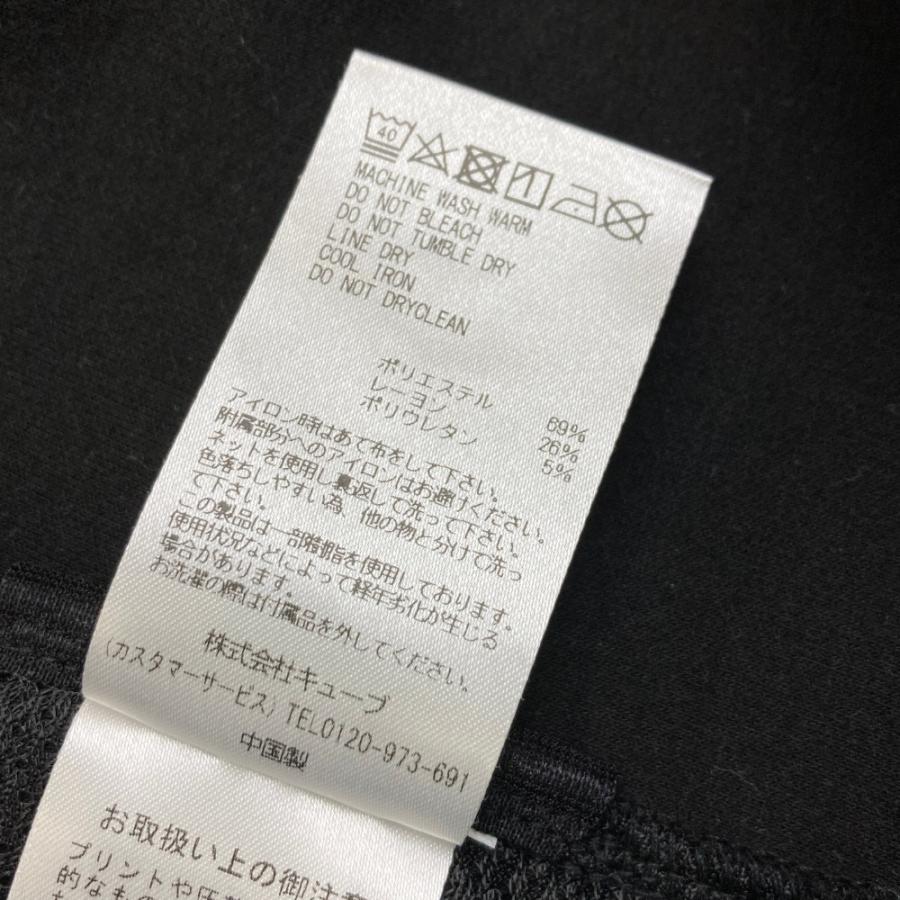 40
MACHINE WASH WARM
DO NOT BLEACH
DO NOT TUMBLE DRY
LINE DRY
COOL IRON
DO NOT DRYCLEAN
ポリエステル 69%
レーヨン 26%
ポリウレタン 5%
アイロン時はあて布をして下さい。
附属部分へのアイロンはお避けください。
ネットを使用し裏返して洗って下さい。
色落ちしやすい為、他の物と分けて洗っ
て下さい。
この製品は一部樹脂を使用しております。
使用状況などによって経年劣化が生じる
場合があります。
お洗濯の際は付属品を外してください。
株式会社キューブ
(カスタマーサービス) TEL0120-973-691
中国製
お取扱い上の御注意
プリントや圧
的なもの